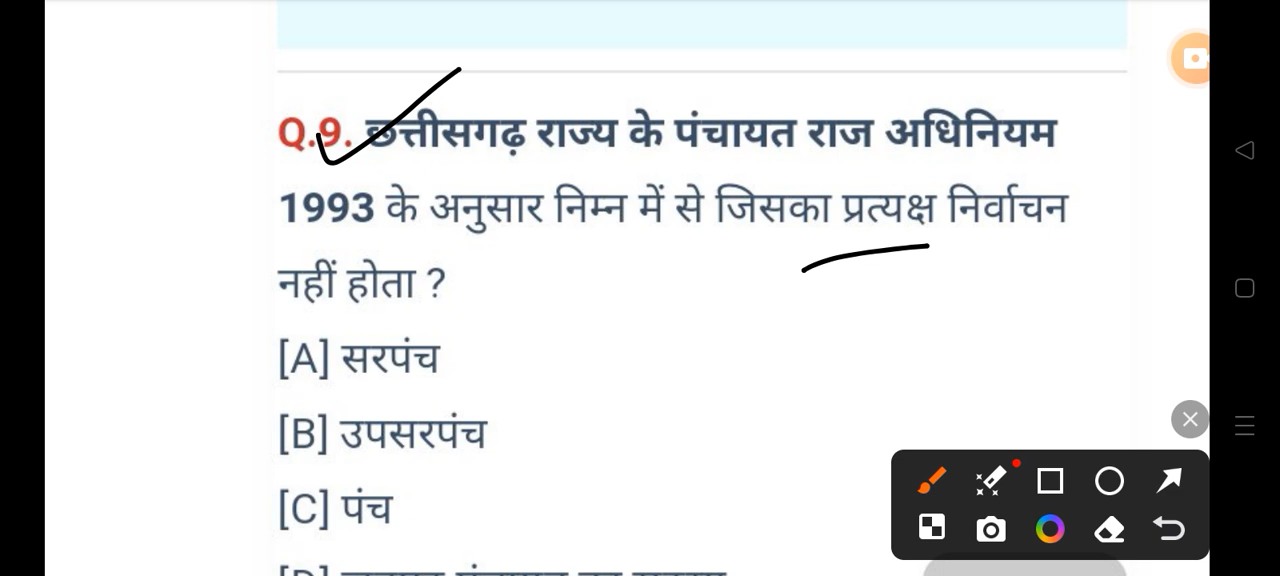 Q.9. छत्तीसगढ़ राज्य के पंचायत राज अधिनियम
1993 के अनुसार निम्न में से जिसका प्रत्यक्ष निर्वाचन
नहीं होता ?
[A] सरपंच
[B] उपसरपंच
[C] पंच